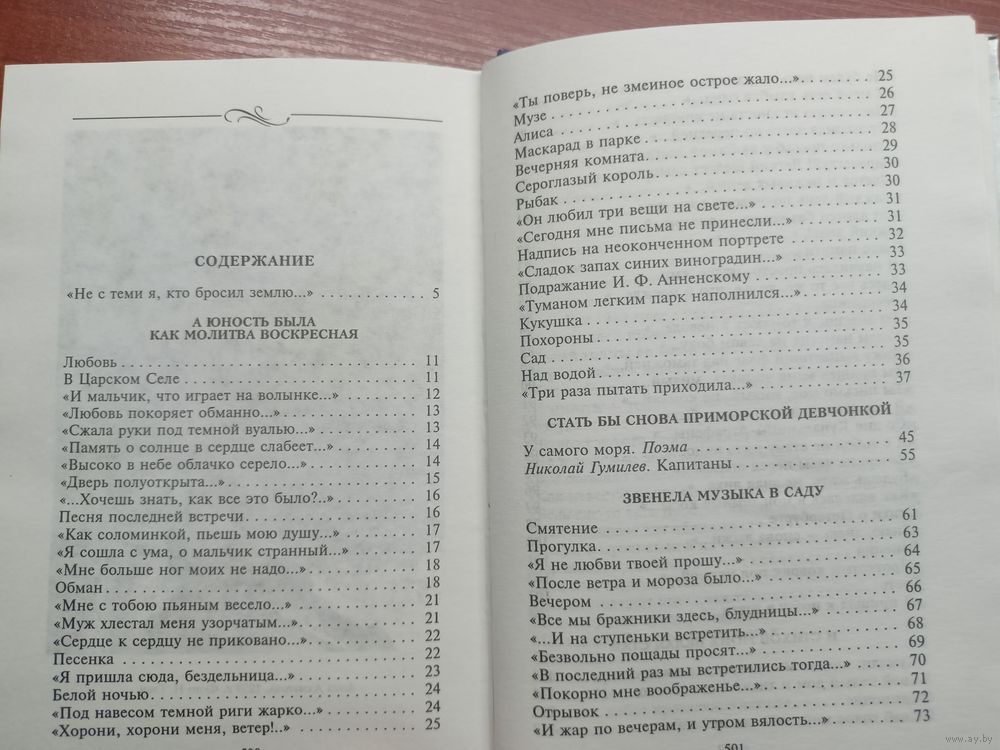 СОДЕРЖАНИЕ
«Не с теми я, кто бросил землю...» . . . . . . . . . . . 5
А ЮНОСТЬ БЫЛА
КАК МОЛИТВА ВОСКРЕСНАЯ
Любовь . . . . . . . . . . 11
В Царском Селе . . . . . . . . . . 11
«И мальчик, что играет на волынке...» . . . . . . . . 12
«Любовь покоряет обманно...» . . . . . . . . . . 13
«Сжала руки под темной вуалью...» . . . . . . . . . . 13
«Память о солнце в сердце слабеет...» . . . . . . . . 14
«Высоко в небе облачко серело...» . . . . . . . . . . 14
«Дверь полуоткрыта...» . . . . . . . . . . 15
«...Хочешь знать, как все это было?..» . . . . . . . . 16
Песня последней встречи . . . . . . . . . . 16
«Как соломинкой, пьешь мою душу...» . . . . . . . . 17
«Я сошла с ума, о мальчик странный...» . . . . . . . 17
«Мне больше ног моих не надо...» . . . . . . . . . . 18
Обман . . . . . . . . . . 18
«Мне с тобою пьяным весело...» . . . . . . . . . . 21
«Муж хлестал меня узорчатым...» . . . . . . . . . . 21
«Сердце к сердцу не приковано...» . . . . . . . . . . 22
Песенка . . . . . . . . . . 22
«Я пришла сюда, бездельница...» . . . . . . . . . . 23
Белой ночью . . . . . . . . . . 24
«Под навесом темной риги жарко...» . . . . . . . . . . 24
«Хорони, хорони меня, ветер!..» . . . . . . . . . . 25
«Ты поверь, не змеиное острое жало...» . . . . . . . . 25
Музе . . . . . . . . . . 26
Алиса . . . . . . . . . . 27
Маскарад в парке . . . . . . . . . . 28
Вечерняя комната . . . . . . . . . . 29
Сероглазый король . . . . . . . . . . 30
Рыбак . . . . . . . . . . 30
«Он любил три вещи на свете...» . . . . . . . . . . 31
«Сегодня мне письма не принесли...» . . . . . . . . . . 31
Надпись на неоконченном портрете . . . . . . . . . . 32
«Сладок запах синих виноградин...» . . . . . . . . . . 33
Подражание И. Ф. Анненскому . . . . . . . . . . 33
«Туманом легким парк наполнился...» . . . . . . . . . . 34
Кукушка . . . . . . . . . . 34
Похороны . . . . . . . . . . 35
Сад . . . . . . . . . . 35
Над водой . . . . . . . . . . 36
«Три раза пытать приходила...» . . . . . . . . . . 37
СТАТЬ БЫ СНОВА ПРИМОРСКОЙ ДЕВЧОНКОЙ
У самого моря. Поэма . . . . . . . . . . 45
Николай Гумилев. Капитаны . . . . . . . . . . 55
ЗВЕНЕЛА МУЗЫКА В САДУ
Смятение . . . . . . . . . . 61
Прогулка . . . . . . . . . . 63
«Я не любви твоей прошу...» . . . . . . . . . . 64
«После ветра и мороза было...» . . . . . . . . . . 65
Вечером . . . . . . . . . . 66
«Все мы бражники здесь, блудницы...» . . . . . . . . 67
«...И на ступеньки встретить...» . . . . . . . . . . 68
«Безвольно пощады просят...» . . . . . . . . . . 69
«В последний раз мы встретились тогда...» . . . . . . 70
«Покорно мне воображенье...» . . . . . . . . . . 71
Отрывок . . . . . . . . . . 72
«И жар по вечерам, и утром вялость...» . . . . . . . . 73
501
www.ay.by